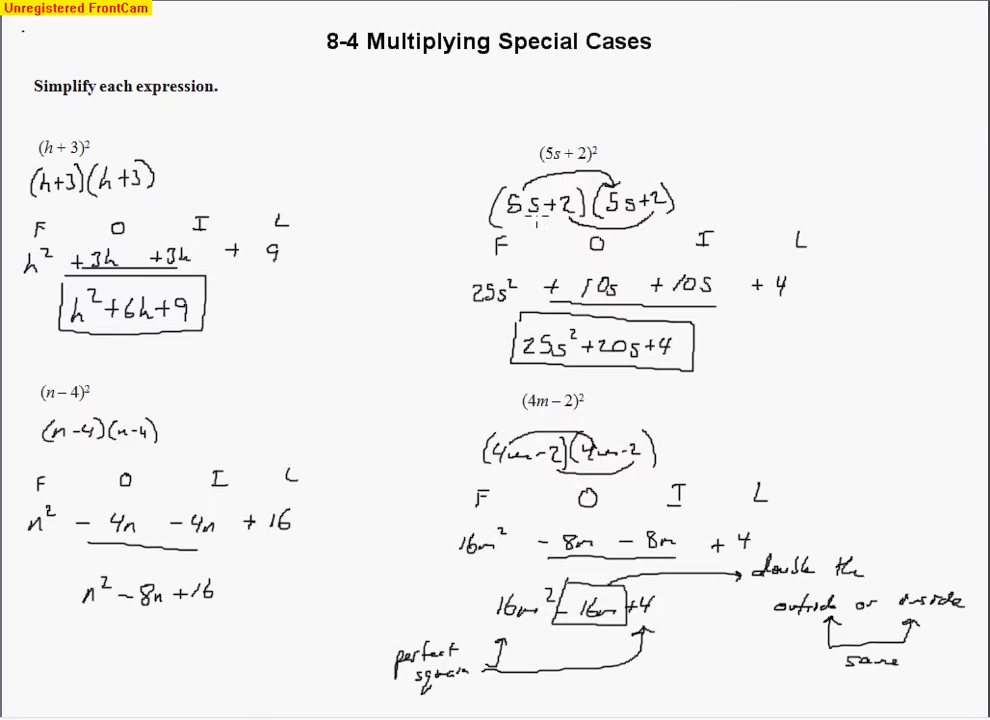 Unregistered FrontCam
8-4 Multiplying Special Cases
Simplify each expression.
(h + 3)²
(h+3)(h+3)
F O I L
h² +3h +3h + 9
h²+6h+9
(5s + 2)²
(5s+2)(5s+2)
F O I L
25s² + 10s + 10s + 4
25s²+20s+4
(n – 4)²
(n-4)(n-4)
F O I L
n² - 4n - 4n + 16
n² - 8n + 16
(4m – 2)²
(4m-2)(4m-2)
F O I L
16m² - 8m - 8m + 4
16m² - 16m + 4
double the
outside or inside
same
perfect
square